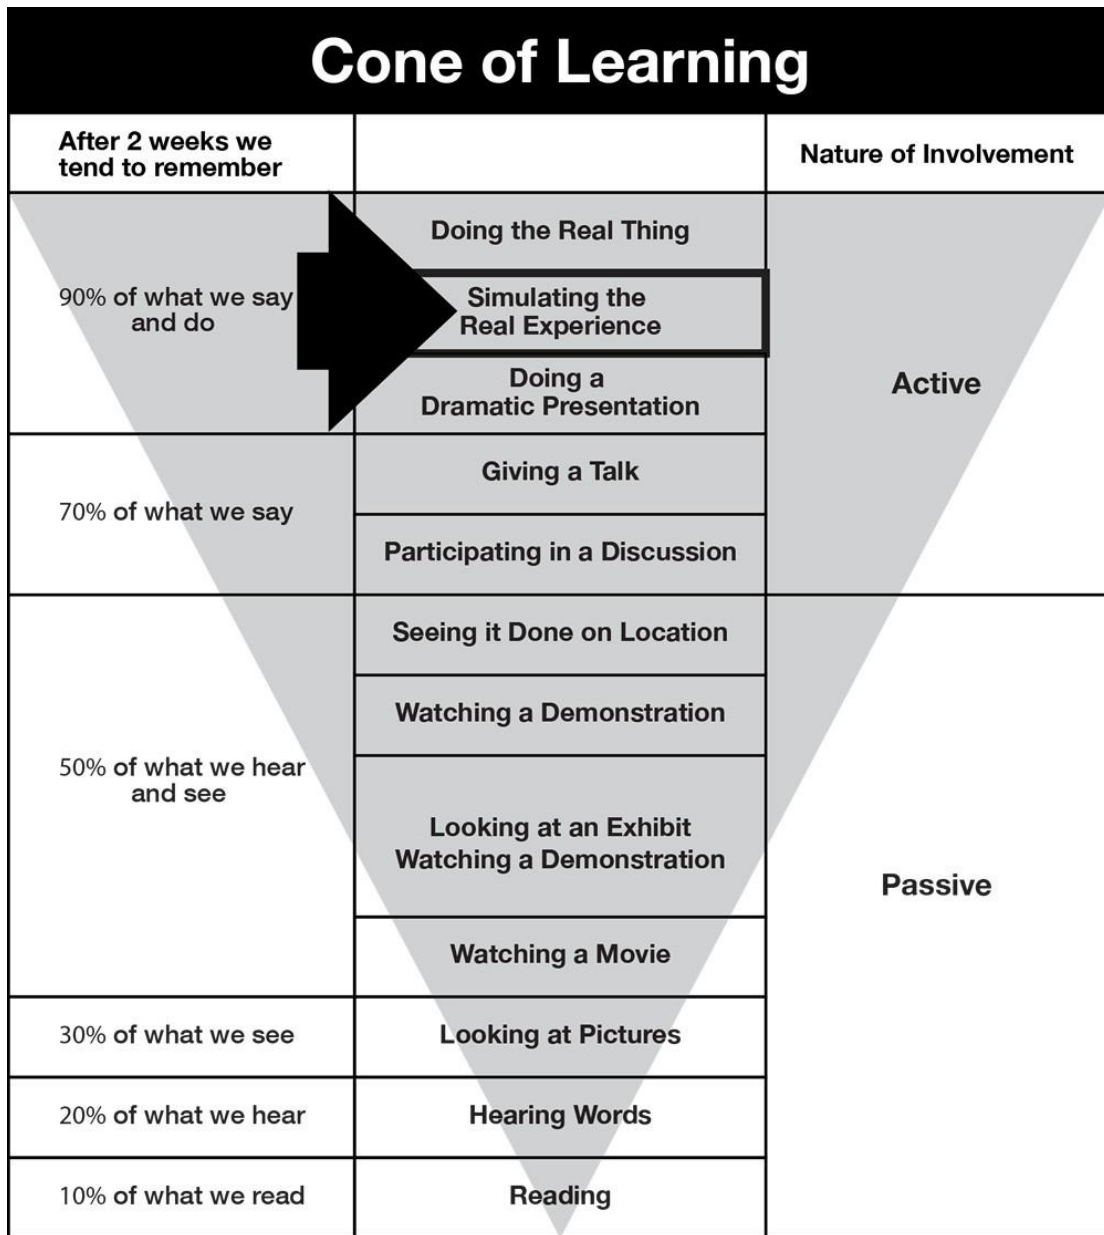 Cone of Learning
After 2 weeks we
tend to remember
Nature of Involvement
90% of what we say
and do
Doing the Real Thing
Simulating the
Real Experience
Doing a
Dramatic Presentation
Active
70% of what we say
Giving a Talk
Participating in a Discussion
50% of what we hear
and see
Seeing it Done on Location
Watching a Demonstration
Looking at an Exhibit
Watching a Demonstration
Watching a Movie
Passive
30% of what we see
Looking at Pictures
20% of what we hear
Hearing Words
10% of what we read
Reading